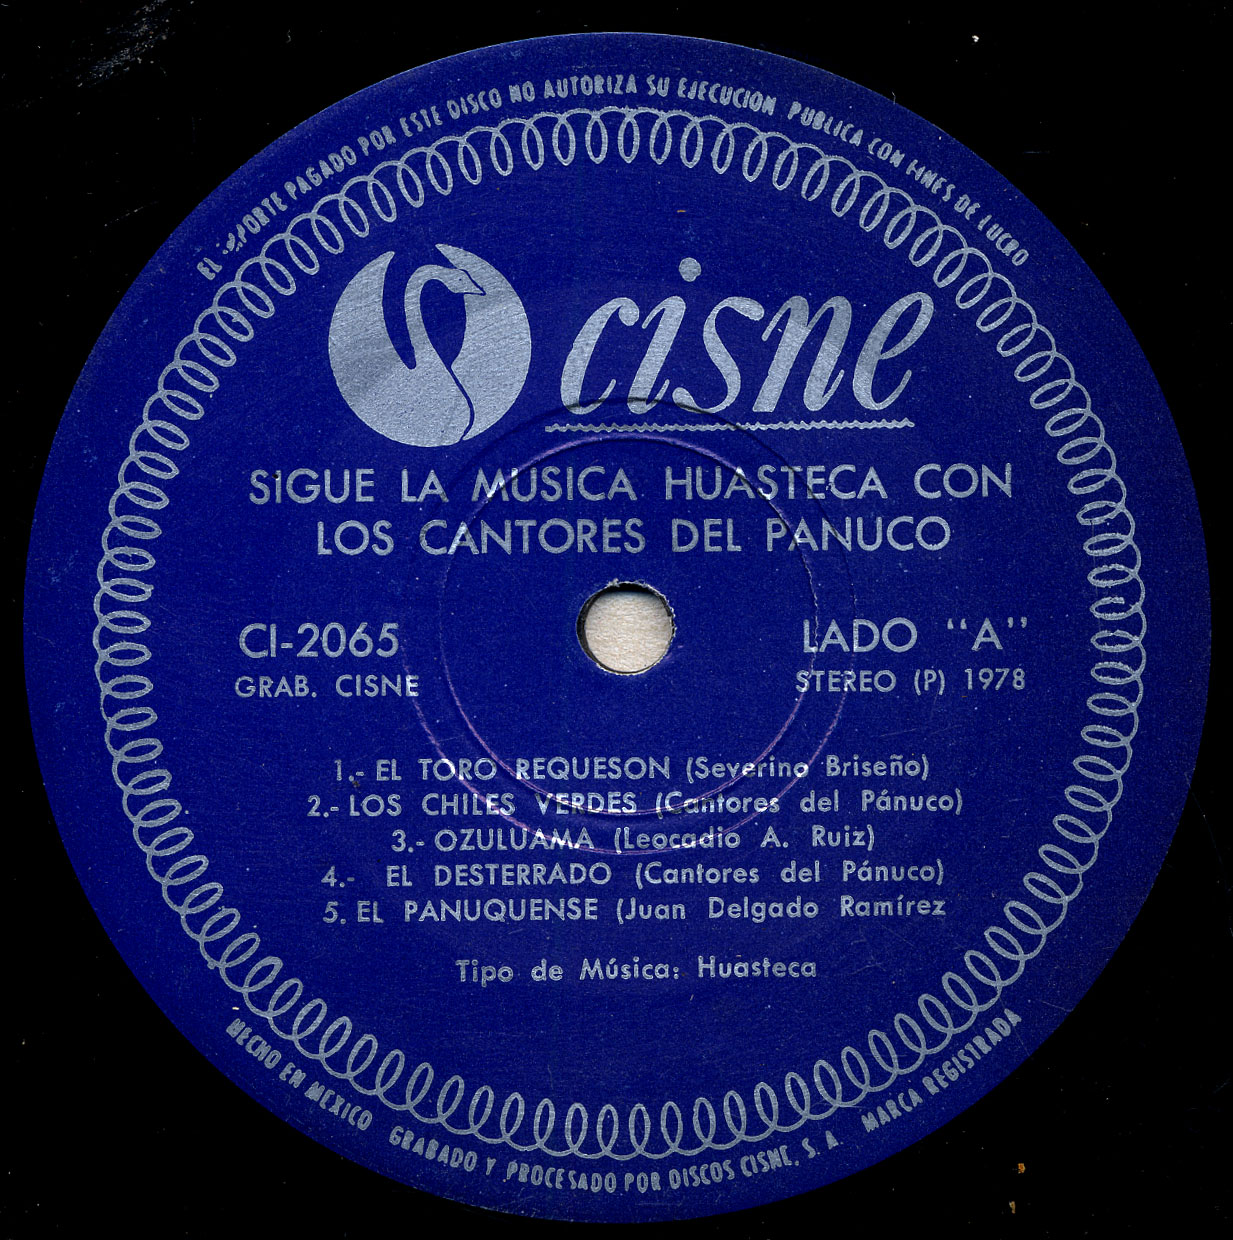 EL IMPORTE PAGADO POR ESTE DISCO NO AUTORIZA SU EJECUCION PUBLICA CON FINES DE LUCRO
cisne
SIGUE LA MUSICA HUASTECA CON
LOS CANTORES DEL PANUCO
CI-2065
GRAB. CISNE
LADO "A"
STEREO (P) 1978
1.- EL TORO REQUESON (Severino Briseño)
2.- LOS CHILES VERDES (Cantores del Pánuco)
3.- OZULUAMA (Leocadio A. Ruiz)
4.- EL DESTERRADO (Cantores del Pánuco)
5. EL PANUQUENSE (Juan Delgado Ramírez
Tipo de Música: Huasteca
HECHO EN MEXICO GRABADO Y PROCESADO POR DISCOS CISNE, S. A. MARCA REGISTRADA